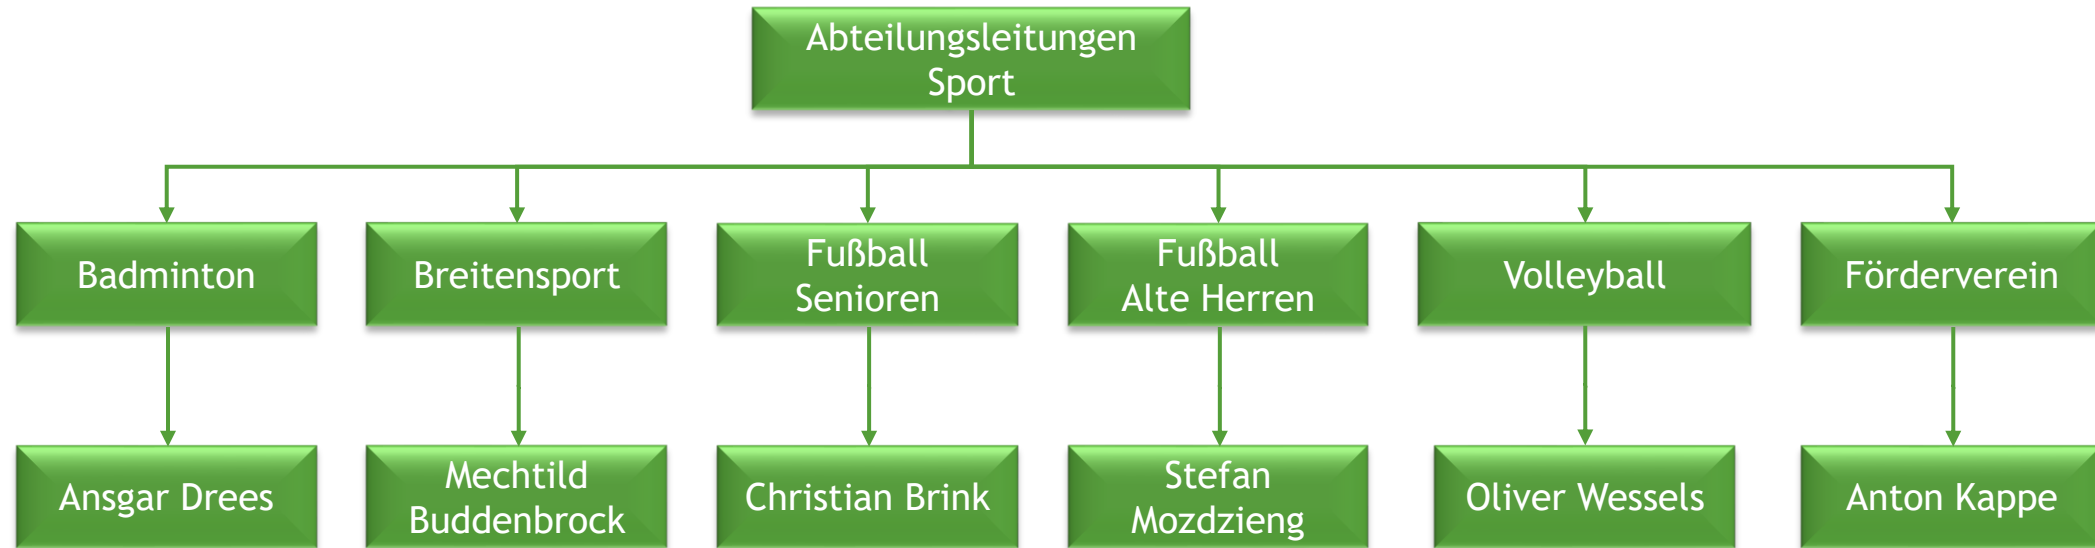 Abteilungsleitungen
Sport
Badminton
Breitensport
Fußball
Senioren
Fußball
Alte Herren
Volleyball
Förderverein
Ansgar Drees
Mechtild
Buddenbrock
Christian Brink
Stefan
Mozdzieng
Oliver Wessels
Anton Kappe